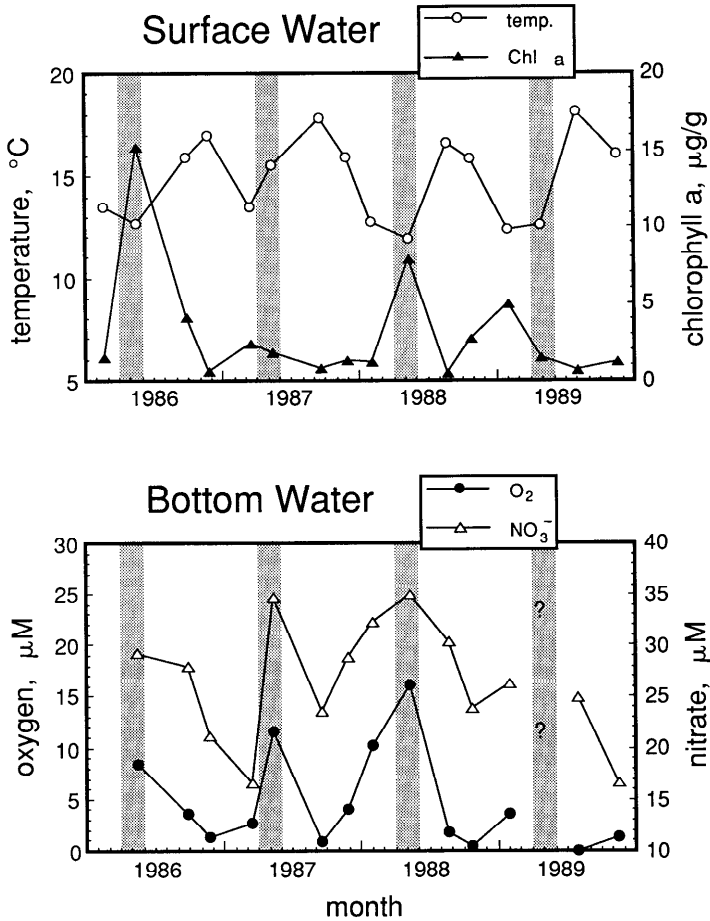 Surface Water
temp.
Chl a
20
15
10
5
temperature, °C
20
15
10
5
0
chlorophyll a, µg/g
1986 1987 1988 1989
Bottom Water
O₂
NO₃⁻
30
25
20
15
10
5
0
oxygen, µM
40
35
30
25
20
15
10
nitrate, µM
?
?
1986 1987 1988 1989
month